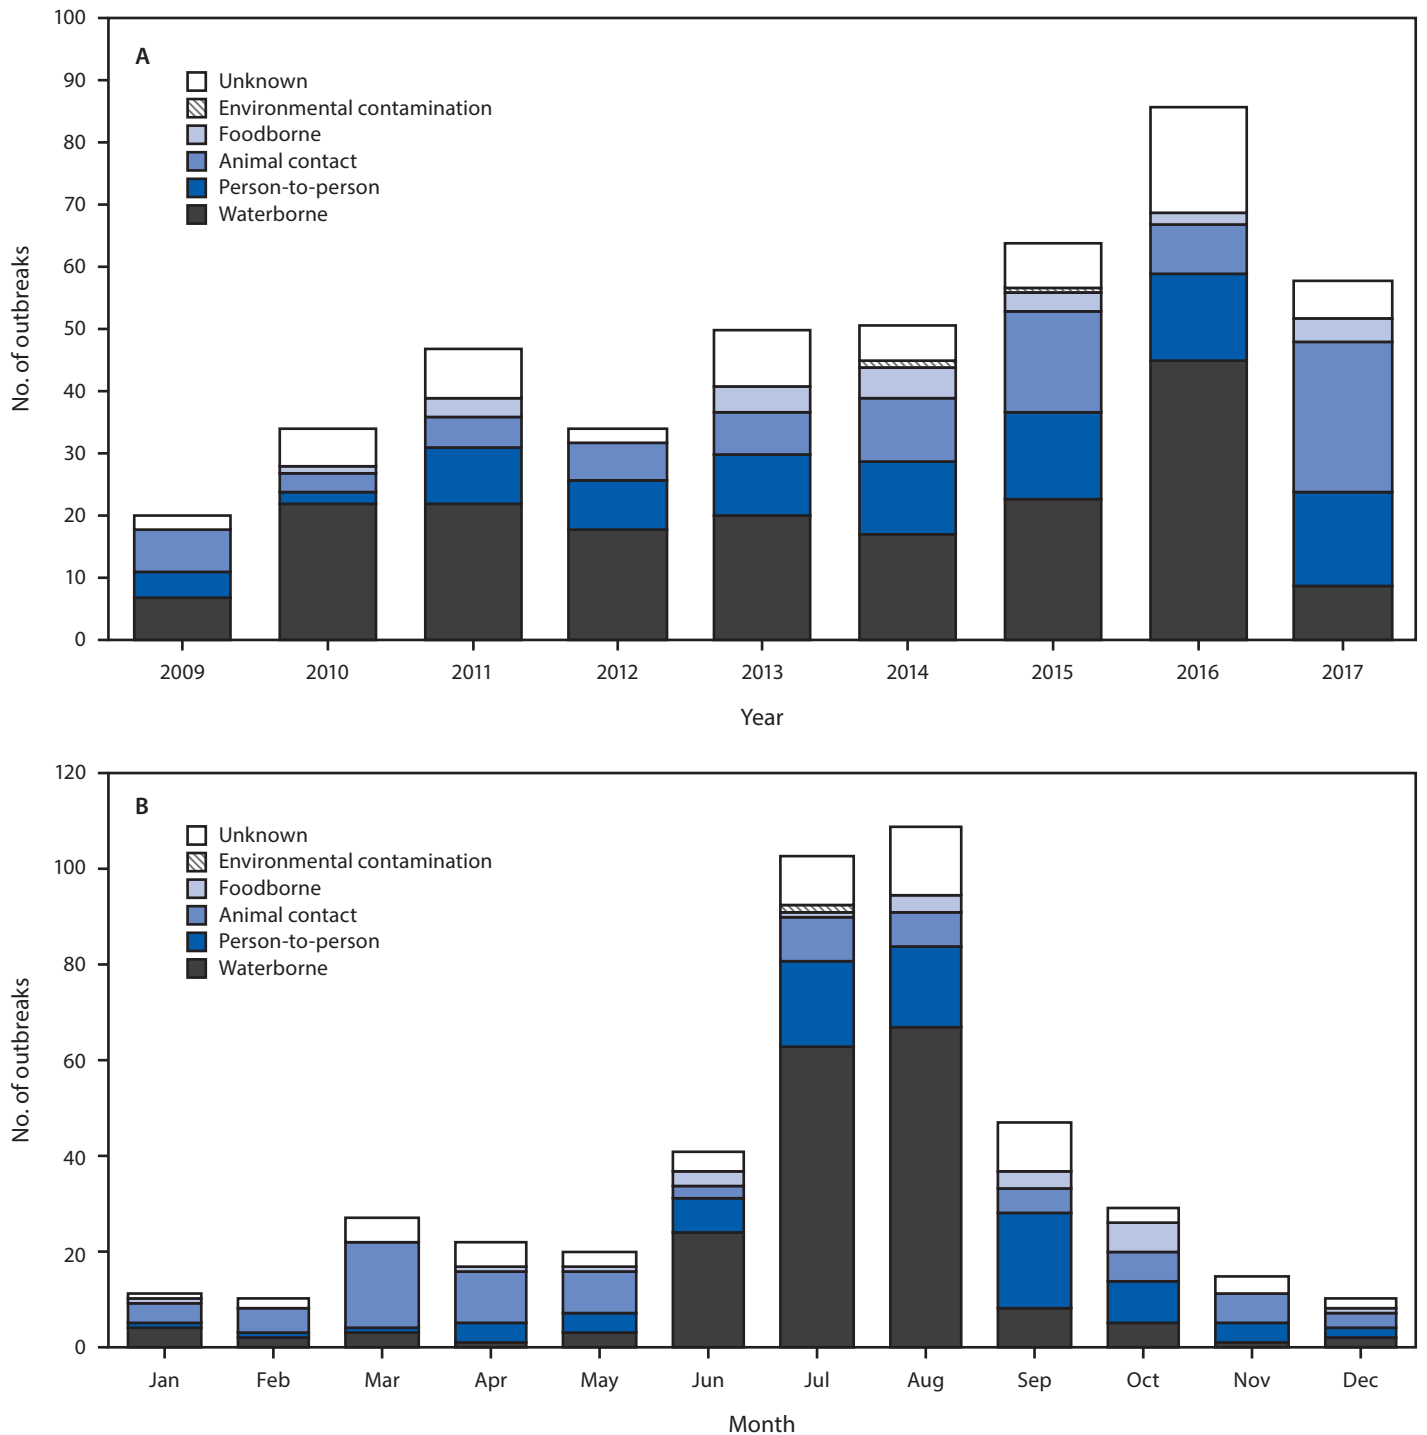 100
A
90
Unknown
Environmental contamination
80
Foodborne
Animal contact
Person-to-person
70
Waterborne
60
50
40
30
20
10
0
No. of outbreaks
2009 2010 2011 2012 2013 2014 2015 2016 2017
Year
120
B
Unknown
Environmental contamination
100
Foodborne
Animal contact
Person-to-person
80
Waterborne
60
40
20
0
No. of outbreaks
Jan Feb Mar Apr May Jun Jul Aug Sep Oct Nov Dec
Month